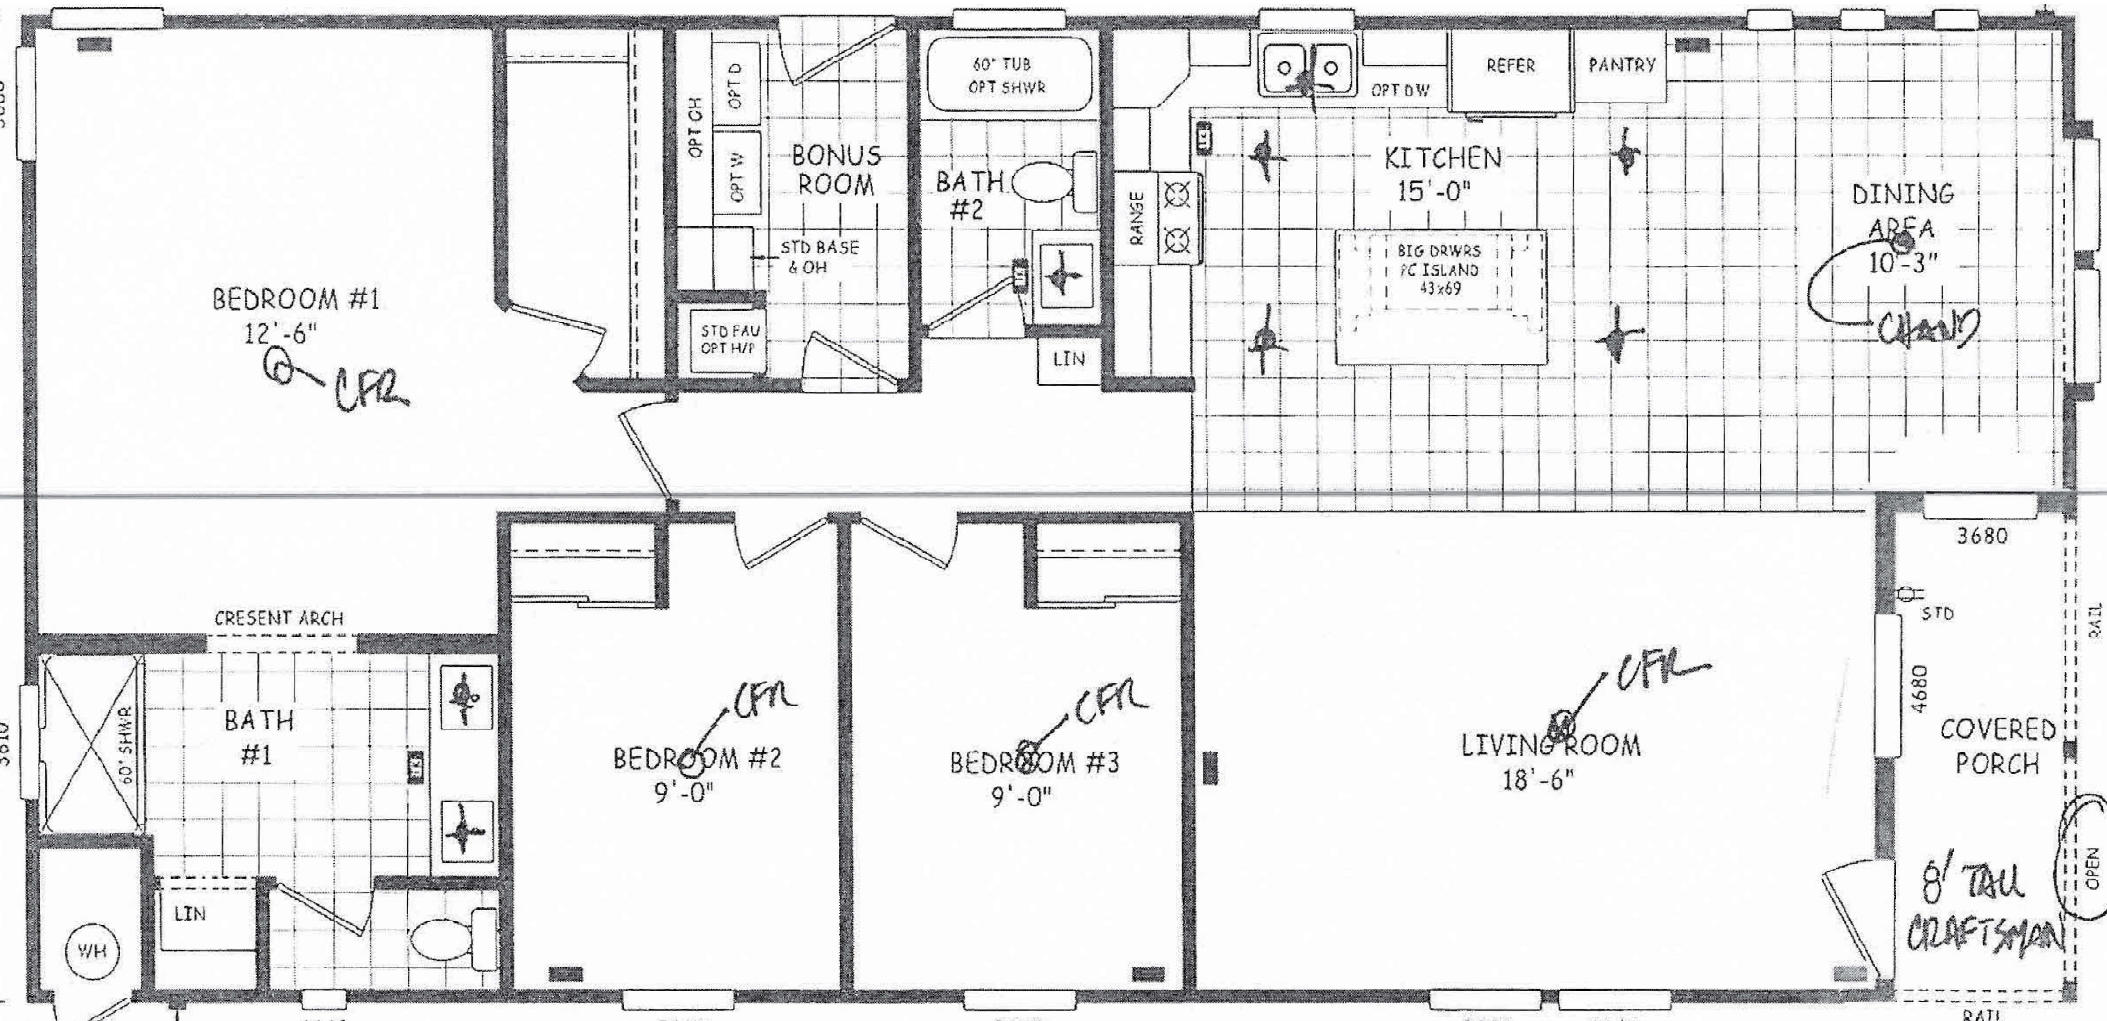 60" TUB
OPT SHWR
OPT OH
OPT D
OPT W
BONUS
ROOM
STD BASE
& OH
STD FAU
OPT H/P
BATH
#2
LIN
RANGE
OPT DW
REFER
PANTRY
KITCHEN
15'-0"
BIG DRWRS
PC ISLAND
43x69
DINING
AREA
10'-3"
CHAND
BEDROOM #1
12'-6"
CFR
CRESENT ARCH
60" SHWR
BATH
#1
LIN
WH
CFR
BEDROOM #2
9'-0"
CFR
BEDROOM #3
9'-0"
CFR
LIVING ROOM
18'-6"
3680
STD
4680
COVERED
PORCH
RAIL
OPEN
8' TALL
CRAFTSMAN
RAIL